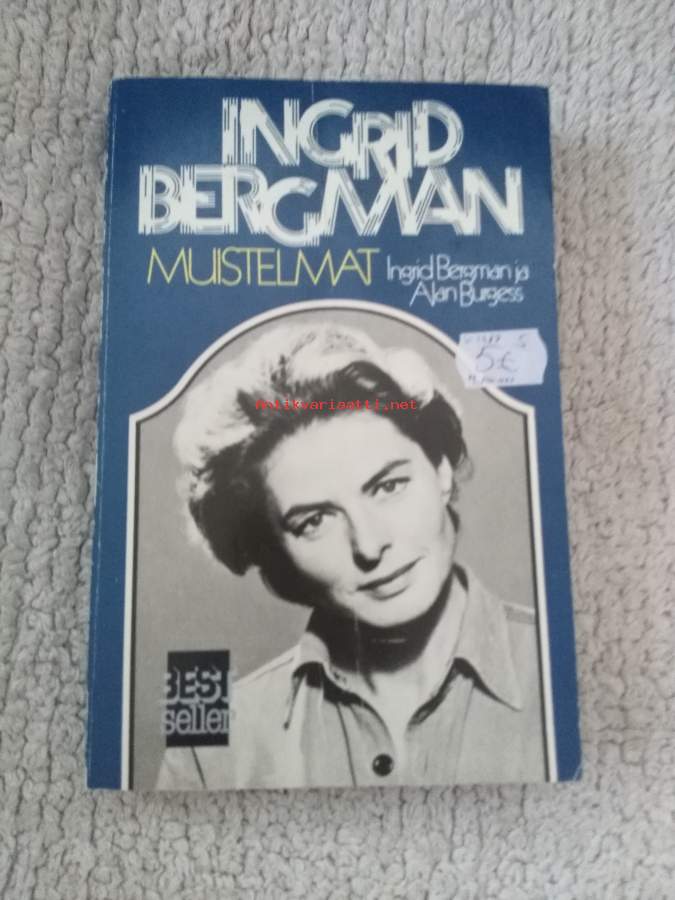 INGRID
BERGMAN
MUISTELMAT
Ingrid Bergman ja
Alan Burgess
5€
Antikvariaatti.net
BEST
seller